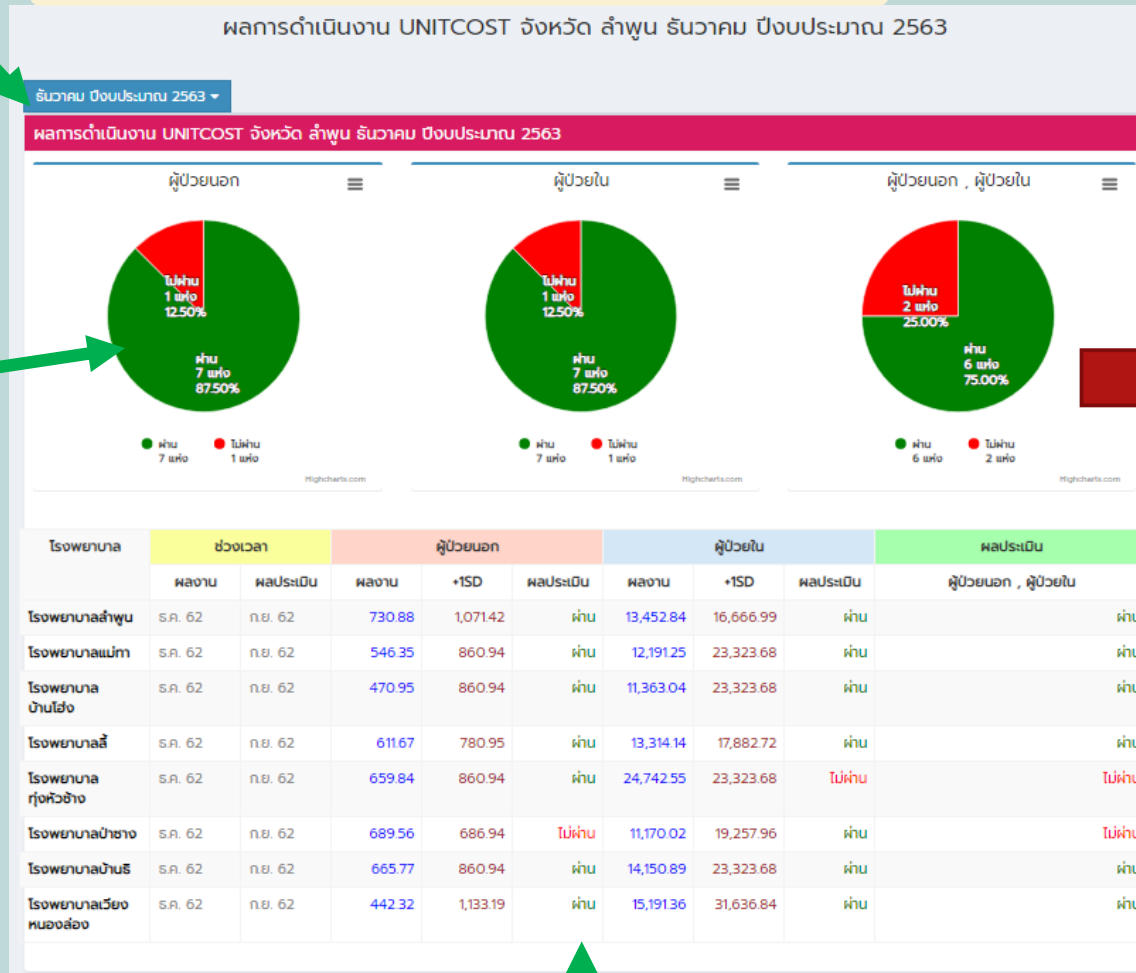 ผลการดำเนินงาน UNITCOST จังหวัด ลำพูน ธันวาคม ปีงบประมาณ 2563
ธันวาคม ปีงบประมาณ 2563
ผลการดำเนินงาน UNITCOST จังหวัด ลำพูน ธันวาคม ปีงบประมาณ 2563
ผู้ป่วยนอก
ไม่ผ่าน
1 แห่ง
12.50%
ผ่าน
7 แห่ง
87.50%
ผ่าน ไม่ผ่าน
7 แห่ง 1 แห่ง
Highcharts.com
ผู้ป่วยใน
ไม่ผ่าน
1 แห่ง
12.50%
ผ่าน
7 แห่ง
87.50%
ผ่าน ไม่ผ่าน
7 แห่ง 1 แห่ง
Highcharts.com
ผู้ป่วยนอก , ผู้ป่วยใน
ไม่ผ่าน
2 แห่ง
25.00%
ผ่าน
6 แห่ง
75.00%
ผ่าน ไม่ผ่าน
6 แห่ง 2 แห่ง
Highcharts.com
โรงพยาบาล ช่วงเวลา ผู้ป่วยนอก ผู้ป่วยใน ผลประเมิน
ผลงาน ผลประเมิน ผลงาน +1SD ผลประเมิน ผลงาน +1SD ผลประเมิน ผู้ป่วยนอก , ผู้ป่วยใน
โรงพยาบาลลำพูน ธ.ค. 62 ก.ย. 62 730.88 1,071.42 ผ่าน 13,452.84 16,666.99 ผ่าน ผ่าน
โรงพยาบาลแม่ทา ธ.ค. 62 ก.ย. 62 546.35 860.94 ผ่าน 12,191.25 23,323.68 ผ่าน ผ่าน
โรงพยาบาล ธ.ค. 62 ก.ย. 62 470.95 860.94 ผ่าน 11,363.04 23,323.68 ผ่าน ผ่าน
บ้านโฮ่ง
โรงพยาบาลลี้ ธ.ค. 62 ก.ย. 62 611.67 780.95 ผ่าน 13,314.14 17,882.72 ผ่าน ผ่าน
โรงพยาบาล ธ.ค. 62 ก.ย. 62 659.84 860.94 ผ่าน 24,742.55 23,323.68 ไม่ผ่าน ไม่ผ่าน
ทุ่งหัวช้าง
โรงพยาบาลป่าซาง ธ.ค. 62 ก.ย. 62 689.56 686.94 ไม่ผ่าน 11,170.02 19,257.96 ผ่าน ไม่ผ่าน
โรงพยาบาลบ้านธิ ธ.ค. 62 ก.ย. 62 665.77 860.94 ผ่าน 14,150.89 23,323.68 ผ่าน ผ่าน
โรงพยาบาลเวียง ธ.ค. 62 ก.ย. 62 442.32 1,133.19 ผ่าน 15,191.36 31,636.84 ผ่าน ผ่าน
หนองล่อง